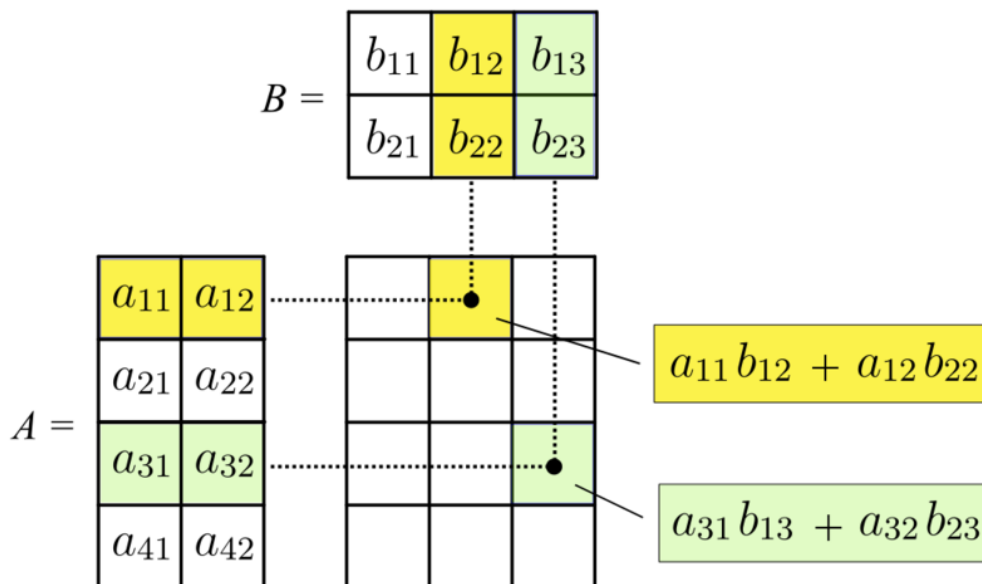 B =
b₁₁ b₁₂ b₁₃
b₂₁ b₂₂ b₂₃
A =
a₁₁ a₁₂
a₂₁ a₂₂
a₃₁ a₃₂
a₄₁ a₄₂
a₁₁b₁₂ + a₁₂b₂₂
a₃₁b₁₃ + a₃₂b₂₃